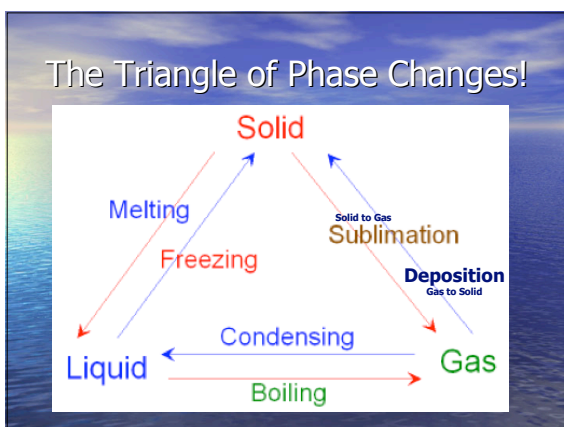 The Triangle of Phase Changes!
Solid
Melting
Freezing
Solid to Gas
Sublimation
Deposition
Gas to Solid
Condensing
Liquid
Gas
Boiling